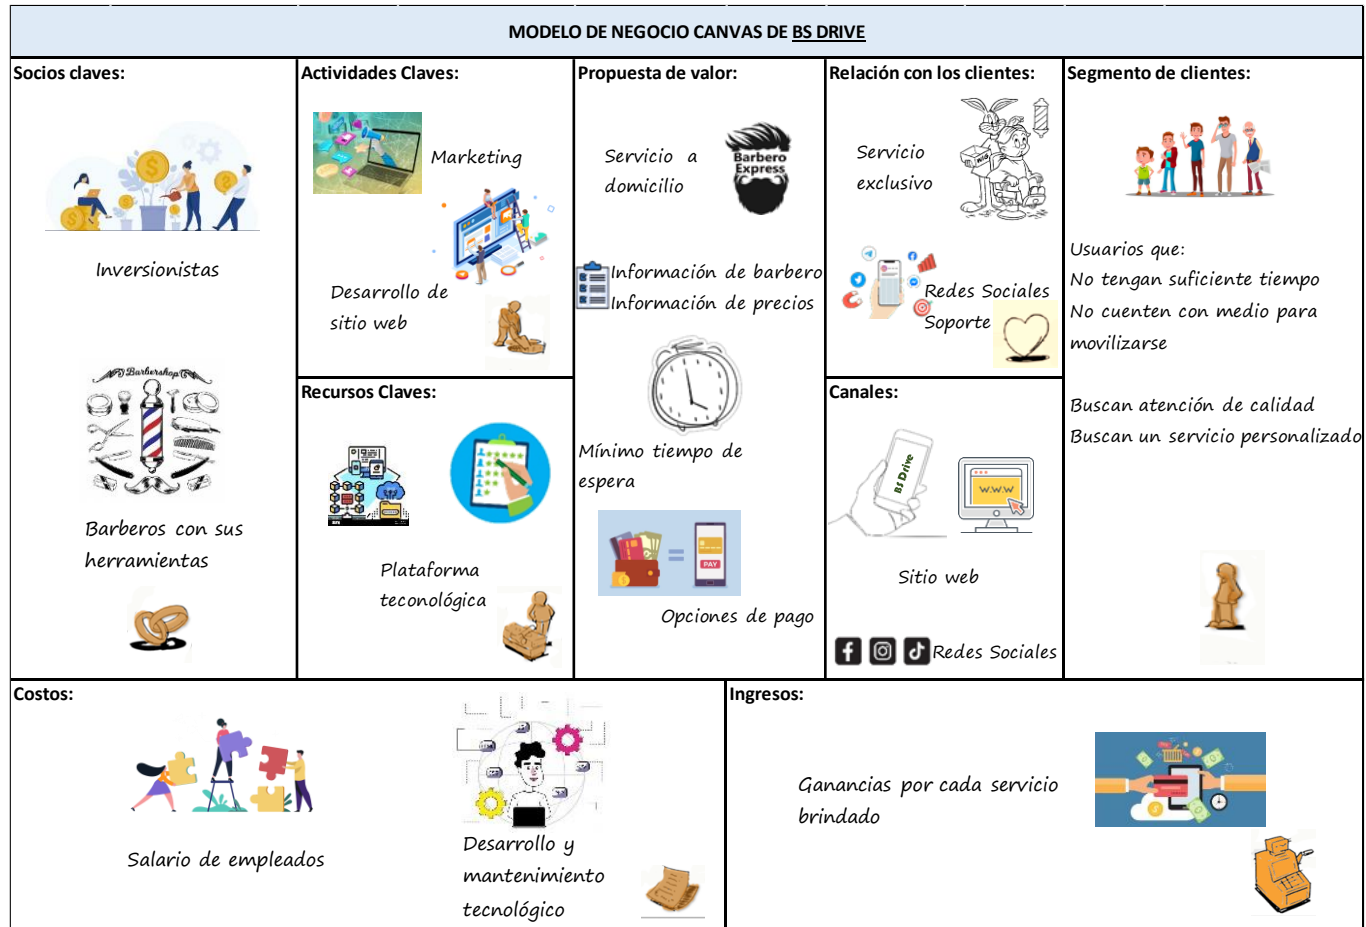 MODELO DE NEGOCIO CANVAS DE BS DRIVE
Socios claves:
Inversionistas
Barbershop
Barberos con sus
herramientas
Actividades Claves:
Marketing
Desarrollo de
sitio web
Recursos Claves:
Plataforma
teconológica
Propuesta de valor:
Servicio a
domicilio
Barbero
Express
Información de barbero
Información de precios
Mínimo tiempo de
espera
PAY
Opciones de pago
Relación con los clientes:
Servicio
exclusivo
Redes Sociales
Soporte
Canales:
BS Drive
www
Sitio web
Redes Sociales
Segmento de clientes:
Usuarios que:
No tengan suficiente tiempo
No cuenten con medio para
movilizarse
Buscan atención de calidad
Buscan un servicio personalizado
Costos:
Salario de empleados
Desarrollo y
mantenimiento
tecnológico
Ingresos:
Ganancias por cada servicio
brindado